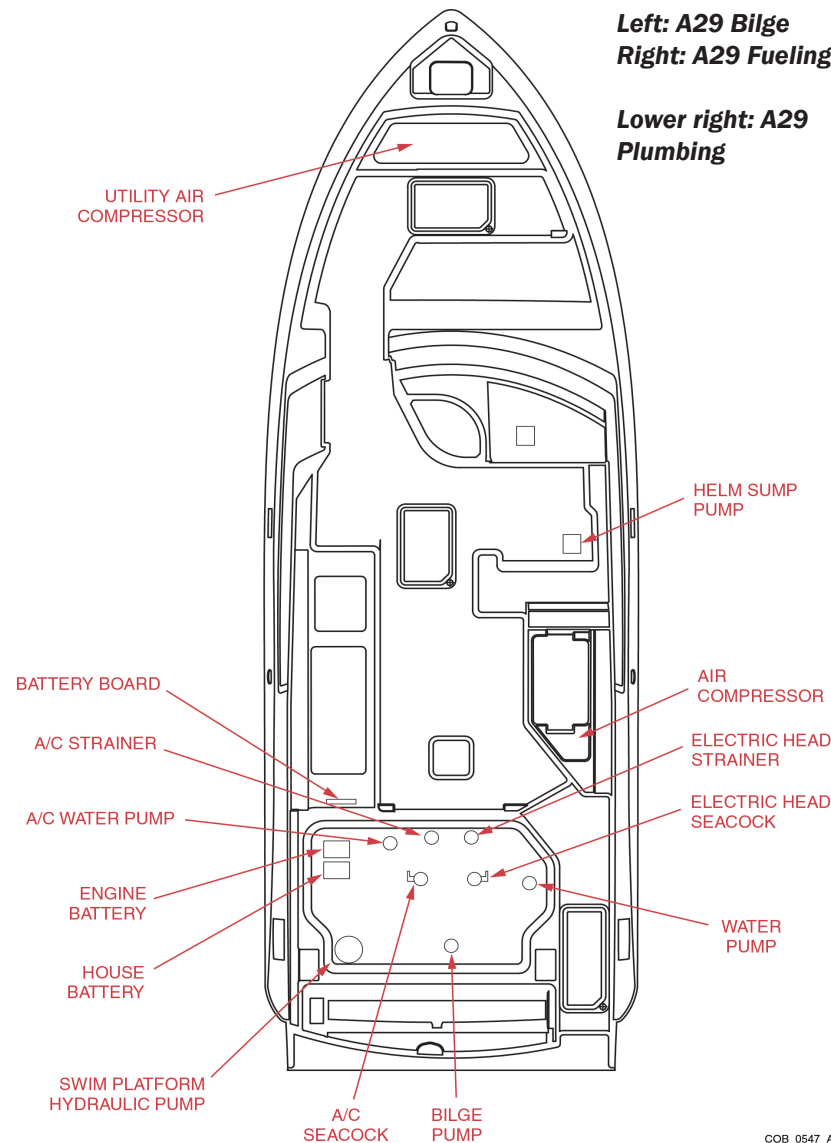 Left: A29 Bilge
Right: A29 Fueling
Lower right: A29
Plumbing
UTILITY AIR
COMPRESSOR
HELM SUMP
PUMP
BATTERY BOARD
AIR
COMPRESSOR
A/C STRAINER
ELECTRIC HEAD
STRAINER
A/C WATER PUMP
ELECTRIC HEAD
SEACOCK
ENGINE
BATTERY
WATER
PUMP
HOUSE
BATTERY
SWIM PLATFORM
HYDRAULIC PUMP
A/C
SEACOCK
BILGE
PUMP
COB 0547 A